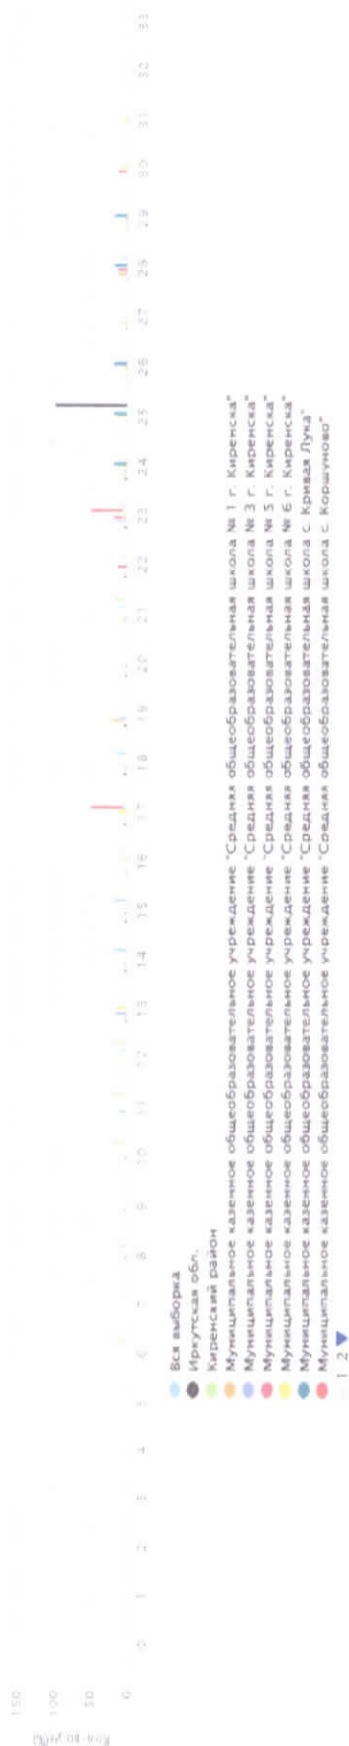 150
100
50
0
0 1 2 3 4 5 6 7 8 9 10 11 12 13 14 15 16 17 18 19 20 21 22 23 24 25 26 27 28 29 30 31 32 33
Вся выборка
Иркутская обл.
Киренский район
Муниципальное казенное общеобразовательное учреждение "Средняя общеобразовательная школа № 1 г. Киренска"
Муниципальное казенное общеобразовательное учреждение "Средняя общеобразовательная школа № 3 г. Киренска"
Муниципальное казенное общеобразовательное учреждение "Средняя общеобразовательная школа № 5 г. Киренска"
Муниципальное казенное общеобразовательное учреждение "Средняя общеобразовательная школа № 6 г. Киренска"
Муниципальное казенное общеобразовательное учреждение "Средняя общеобразовательная школа с. Кривая Лука"
Муниципальное казенное общеобразовательное учреждение "Средняя общеобразовательная школа с. Коршуново"
1 2